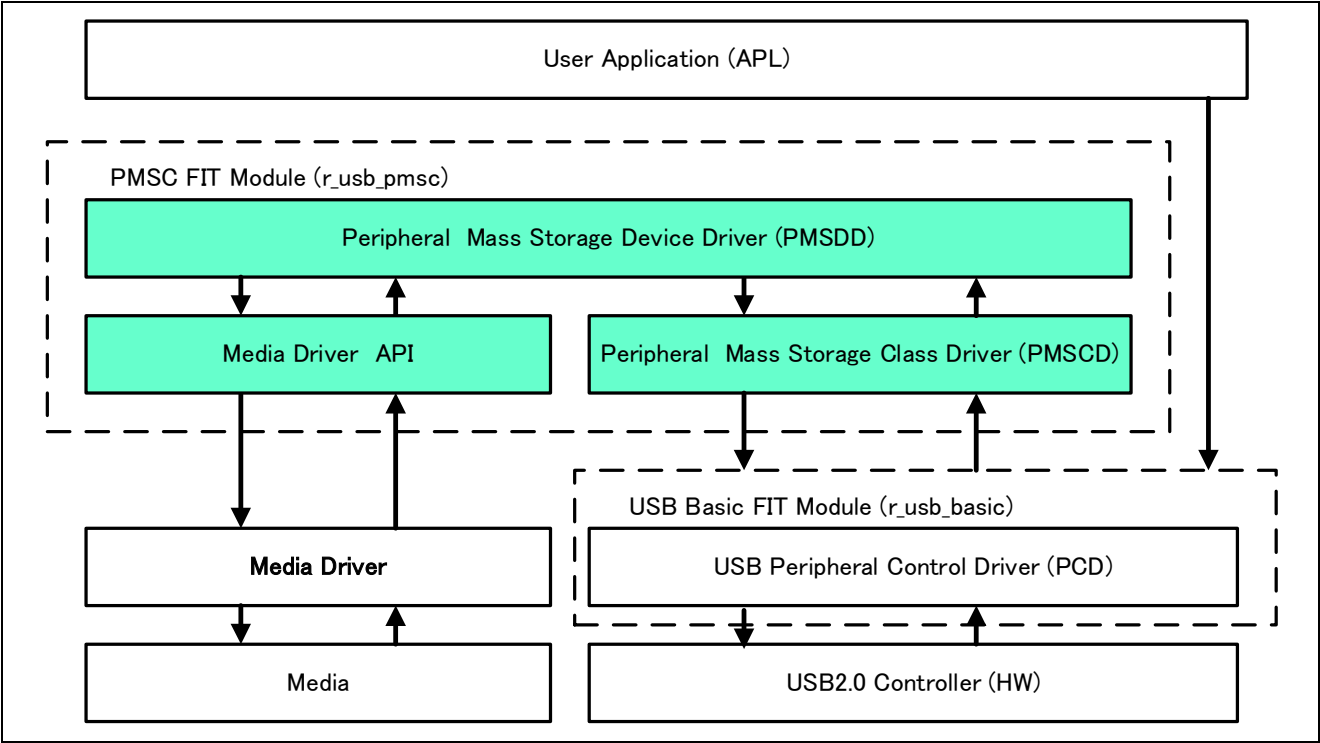 User Application (APL)
PMSC FIT Module (r_usb_pmsc)
Peripheral Mass Storage Device Driver (PMSDD)
Media Driver API
Peripheral Mass Storage Class Driver (PMSCD)
USB Basic FIT Module (r_usb_basic)
Media Driver
USB Peripheral Control Driver (PCD)
Media
USB2.0 Controller (HW)